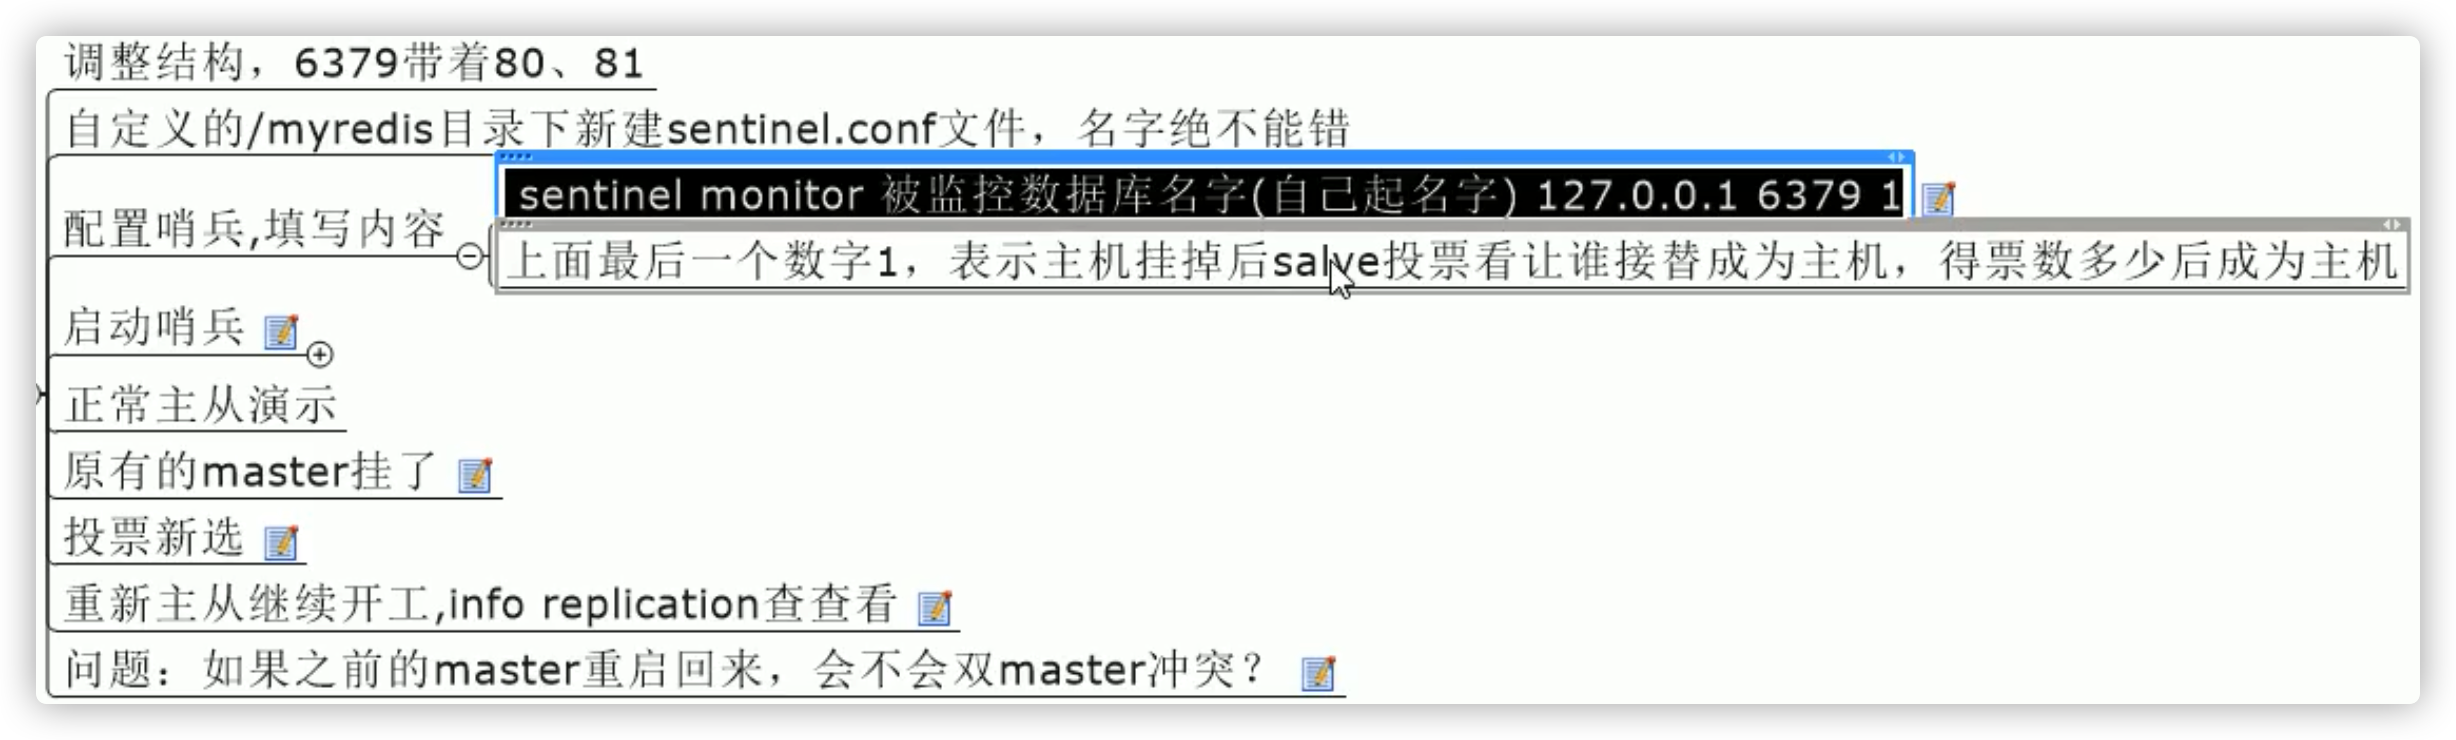 调整结构，6379带着80、81
自定义的/myredis目录下新建sentinel.conf文件，名字绝不能错
sentinel monitor 被监控数据库名字(自己起名字) 127.0.0.1 6379 1
配置哨兵,填写内容
上面最后一个数字1，表示主机挂掉后salve投票看让谁接替成为主机，得票数多少后成为主机
启动哨兵
正常主从演示
原有的master挂了
投票新选
重新主从继续开工,info replication查查看
问题：如果之前的master重启回来，会不会双master冲突？